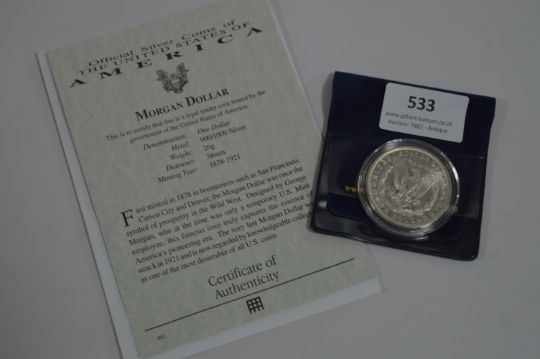 Official Silver Coins of
THE UNITED STATES OF
AMERICA
MORGAN DOLLAR
This is to certify that this is a legal tender coin issued by the
government of the United States of America.
Denomination: One Dollar
Metal: 900/1000 Silver
Weight: 26g
Diameter: 38mm
Minting Year: 1878-1921
First minted in 1878 in boomtowns such as San Francisco,
Carson City and Denver, the Morgan Dollar was once the
symbol of prosperity in the Wild West. Designed by George
Morgan, who at the time was only a temporary U.S. Mint
employee, this famous coin truly captures the essence of
America's pioneering era. The very last Morgan Dollar was
struck in 1921 and is now regarded by knowledgeable collec
as one of the most desireable of all U.S. coins
Certificate of
Authenticity
533
www.gilbert-baitson.co.uk
Auction: 7802 - Antique